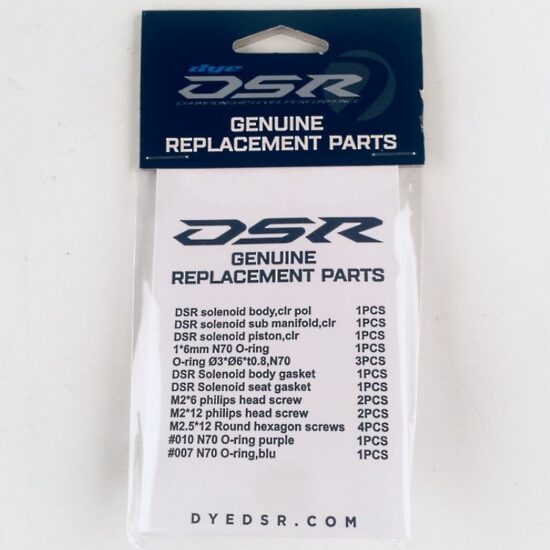 dye
DSR
CHAMPIONSHIP LEVEL PERFORMANCE
GENUINE
REPLACEMENT PARTS
DSR
GENUINE
REPLACEMENT PARTS
DSR solenoid body,clr pol 1PCS
DSR solenoid sub manifold,clr 1PCS
DSR solenoid piston,clr 1PCS
1*6mm N70 O-ring 1PCS
O-ring Ø3*Ø6*t0.8,N70 3PCS
DSR Solenoid body gasket 1PCS
DSR Solenoid seat gasket 1PCS
M2*6 philips head screw 2PCS
M2*12 philips head screw 2PCS
M2.5*12 Round hexagon screws 4PCS
#010 N70 O-ring purple 1PCS
#007 N70 O-ring,blu 1PCS
DYEDSR.COM